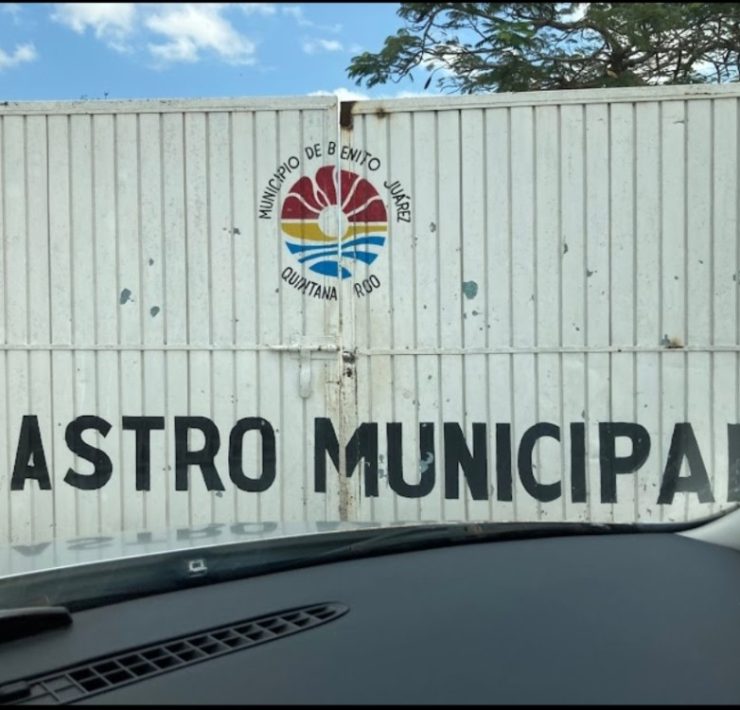 MUNICIPIO DE BENITO JUÁREZ
QUINTANA ROO
ASTRO MUNICIPAL